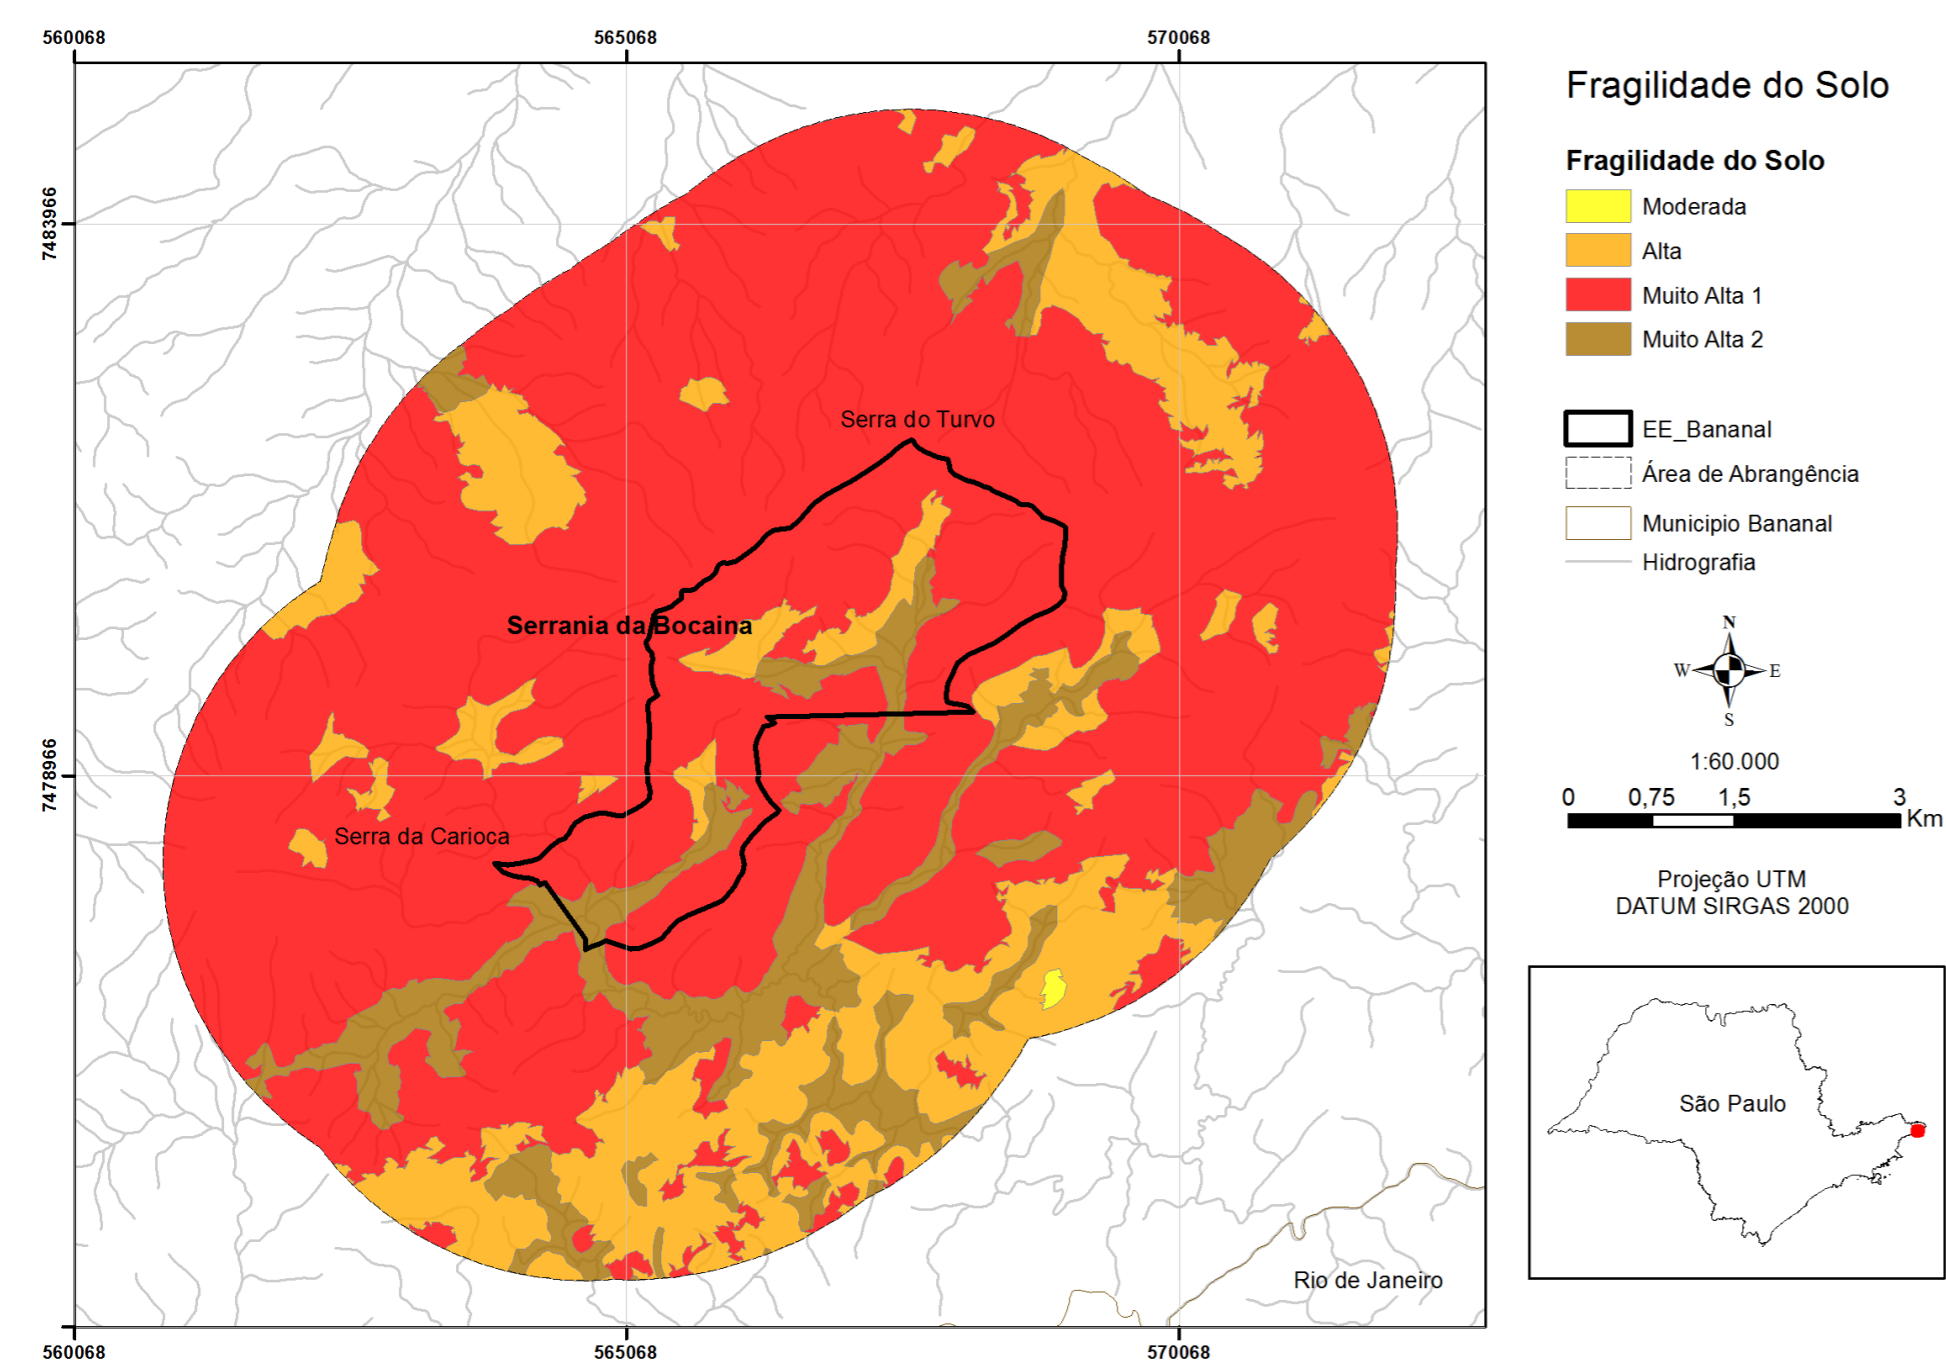 560068
565068
570068
Fragilidade do Solo
Fragilidade do Solo
Moderada
Alta
Muito Alta 1
Muito Alta 2
EE_Bananal
Área de Abrangência
Municipio Bananal
Hidrografia
N
W
E
S
1:60.000
0
0,75
1,5
3
Km
Projeção UTM
DATUM SIRGAS 2000
São Paulo
7483966
7478966
Serra do Turvo
Serrania da Bocaina
Serra da Carioca
Rio de Janeiro
560068
565068
570068